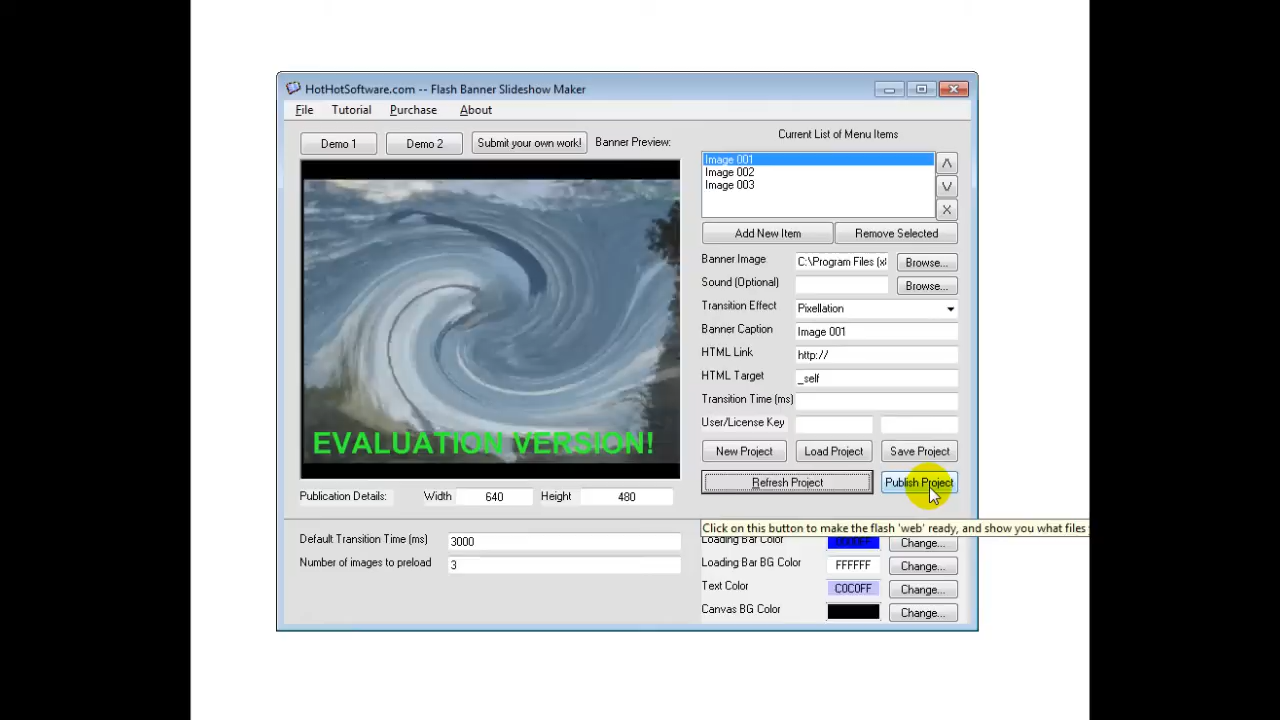 HotHotSoftware.com -- Flash Banner Slideshow Maker
File Tutorial Purchase About
Demo 1 Demo 2 Submit your own work! Banner Preview:
EVALUATION VERSION!
Publication Details: Width 640 Height 480
Default Transition Time (ms) 3000
Number of images to preload 3
Current List of Menu Items
Image 001
Image 002
Image 003
Add New Item Remove Selected
Banner Image C:\Program Files (x Browse...
Sound (Optional) Browse...
Transition Effect Pixellation
Banner Caption Image 001
HTML Link http://
HTML Target _self
Transition Time (ms)
User/License Key
New Project Load Project Save Project
Refresh Project Publish Project
Click on this button to make the flash 'web' ready, and show you what files
Loading Bar Color Change...
Loading Bar BG Color FFFFFF Change...
Text Color C0C0FF Change...
Canvas BG Color Change...